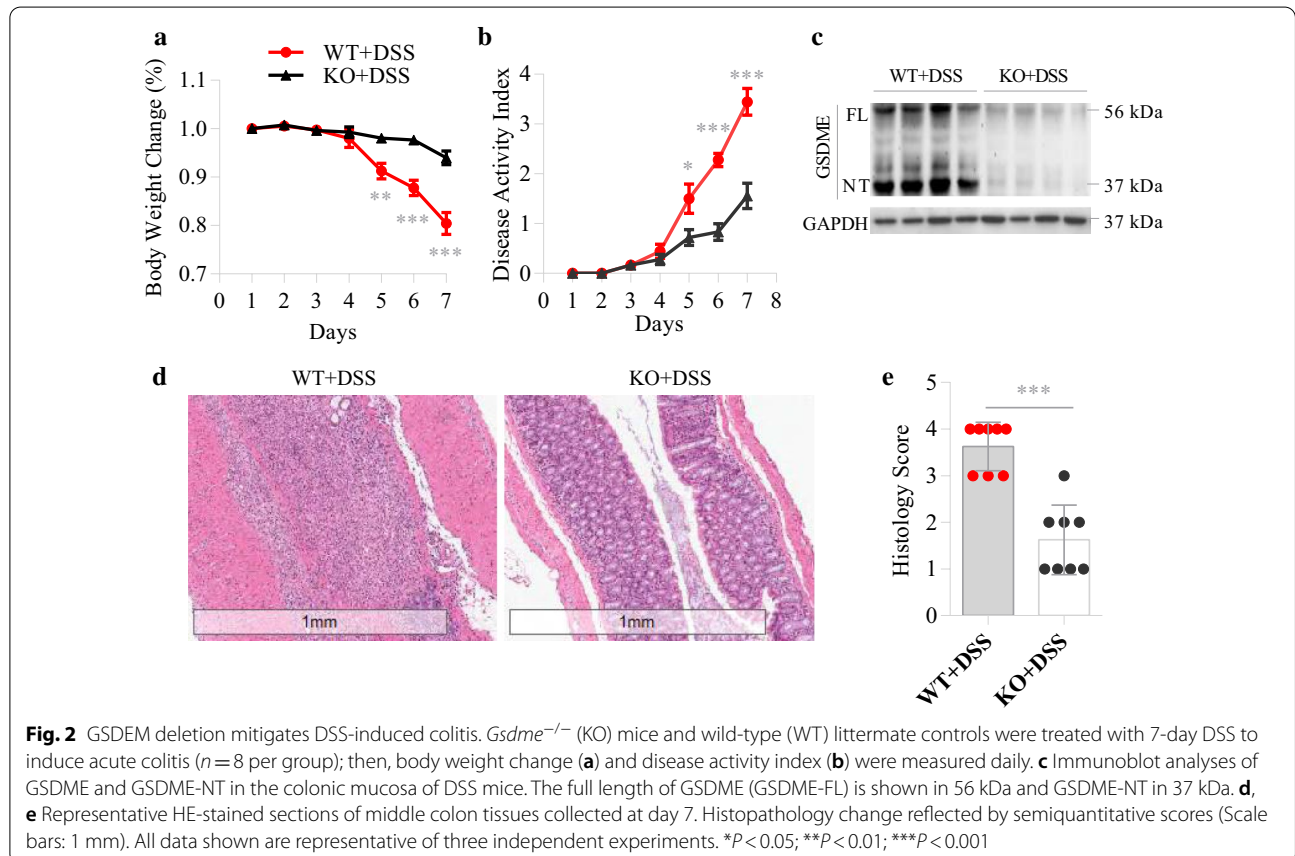 a
WT+DSS
KO+DSS
Body Weight Change (%)
1.1
1.0
0.9
0.8
0.7
** *** ***
0 1 2 3 4 5 6 7
Days
b
Disease Activity Index
4
3
2
1
0
* *** ***
0 1 2 3 4 5 6 7 8
Days
c
WT+DSS KO+DSS
GSDME
FL 56 kDa
NT 37 kDa
GAPDH 37 kDa
d
WT+DSS KO+DSS
1mm 1mm
e
Histology Score
5
4
3
2
1
0
***
WT+DSS KO+DSS
Fig. 2 GSDEM deletion mitigates DSS-induced colitis. Gsdme−/− (KO) mice and wild-type (WT) littermate controls were treated with 7-day DSS to
induce acute colitis (n = 8 per group); then, body weight change (a) and disease activity index (b) were measured daily. c Immunoblot analyses of
GSDME and GSDME-NT in the colonic mucosa of DSS mice. The full length of GSDME (GSDME-FL) is shown in 56 kDa and GSDME-NT in 37 kDa. d,
e Representative HE-stained sections of middle colon tissues collected at day 7. Histopathology change reflected by semiquantitative scores (Scale
bars: 1 mm). All data shown are representative of three independent experiments. *P < 0.05; **P < 0.01; ***P < 0.001